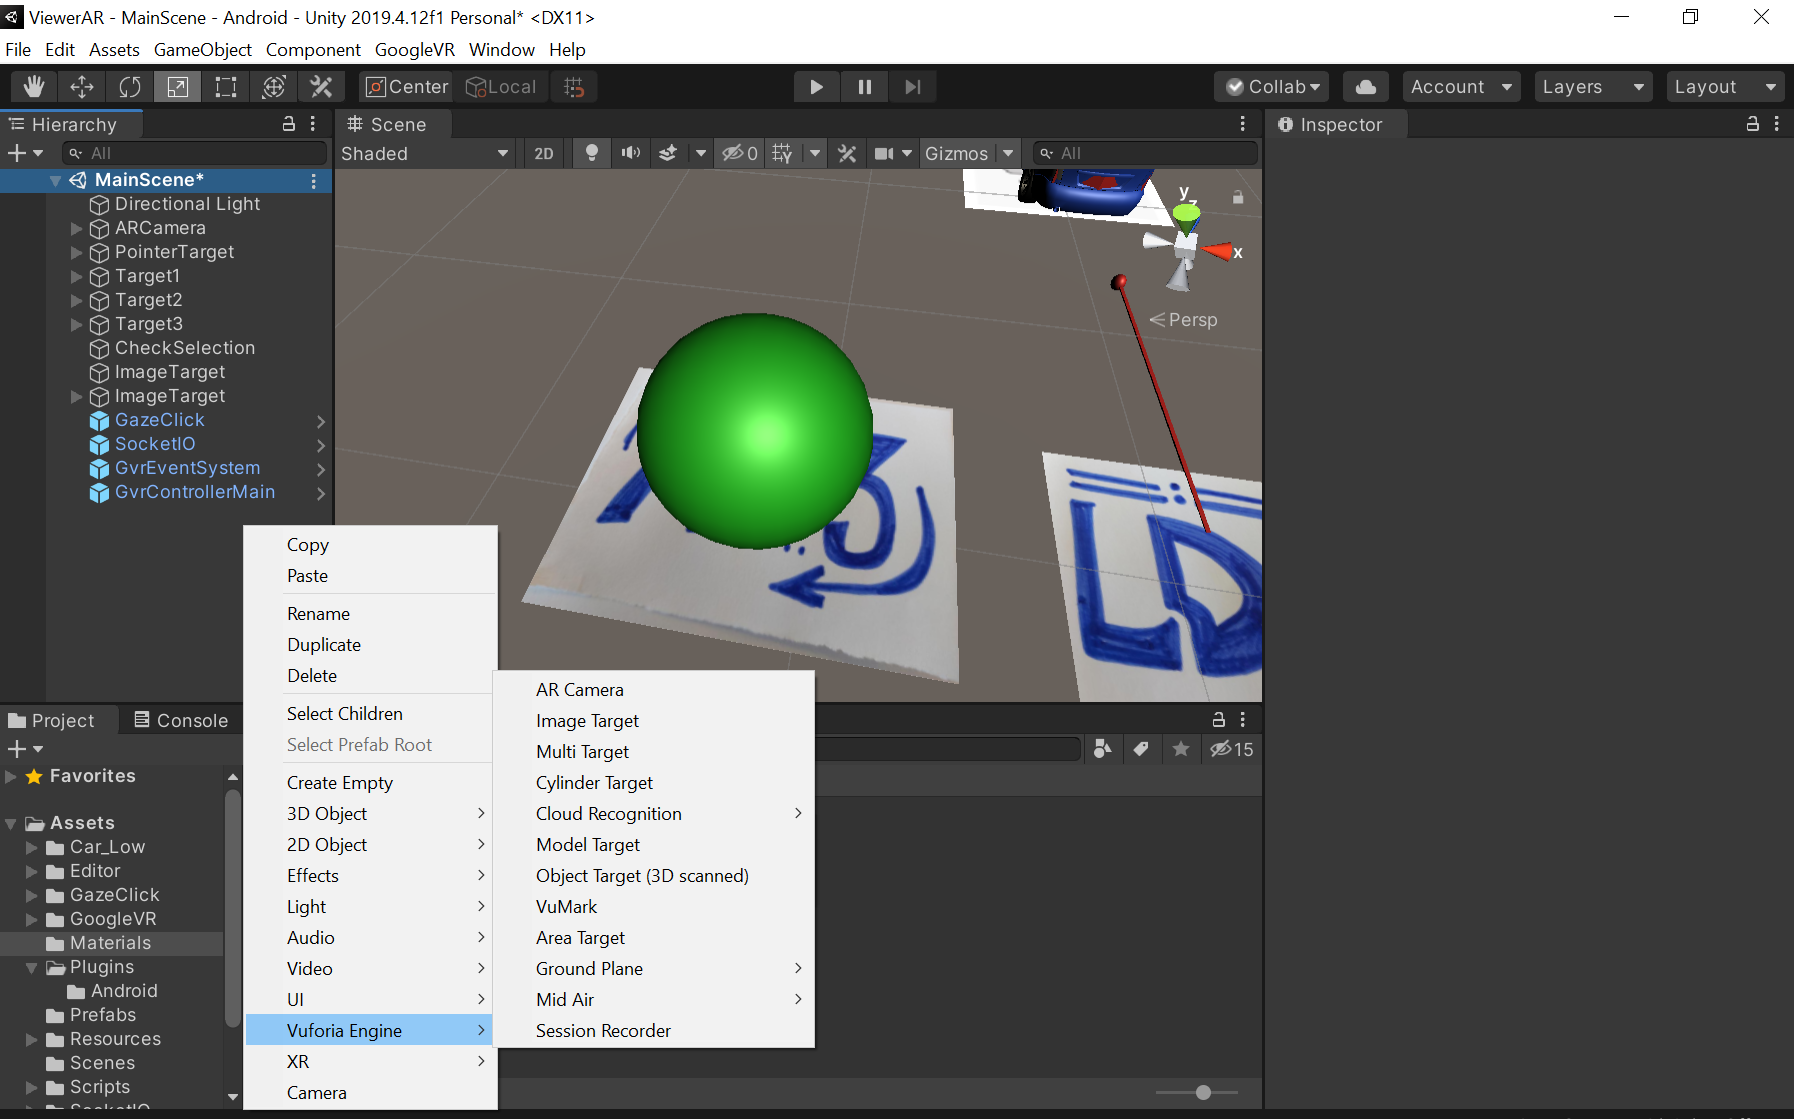 ViewerAR - MainScene - Android - Unity 2019.4.12f1 Personal* <DX11>
File Edit Assets GameObject Component GoogleVR Window Help
Center Local Collab Account Layers Layout
Hierarchy
All
MainScene*
Directional Light
ARCamera
PointerTarget
Target1
Target2
Target3
CheckSelection
ImageTarget
ImageTarget
GazeClick
SocketIO
GvrEventSystem
GvrControllerMain
Scene
Shaded 2D 0 Gizmos All
y
z
x
Persp
Inspector
Copy
Paste
Rename
Duplicate
Delete
Select Children
Select Prefab Root
Create Empty
3D Object
2D Object
Effects
Light
Audio
Video
UI
Vuforia Engine
XR
Camera
AR Camera
Image Target
Multi Target
Cylinder Target
Cloud Recognition
Model Target
Object Target (3D scanned)
VuMark
Area Target
Ground Plane
Mid Air
Session Recorder
Project Console
15
Favorites
Assets
Car_Low
Editor
GazeClick
GoogleVR
Materials
Plugins
Android
Prefabs
Resources
Scenes
Scripts
SocketIO